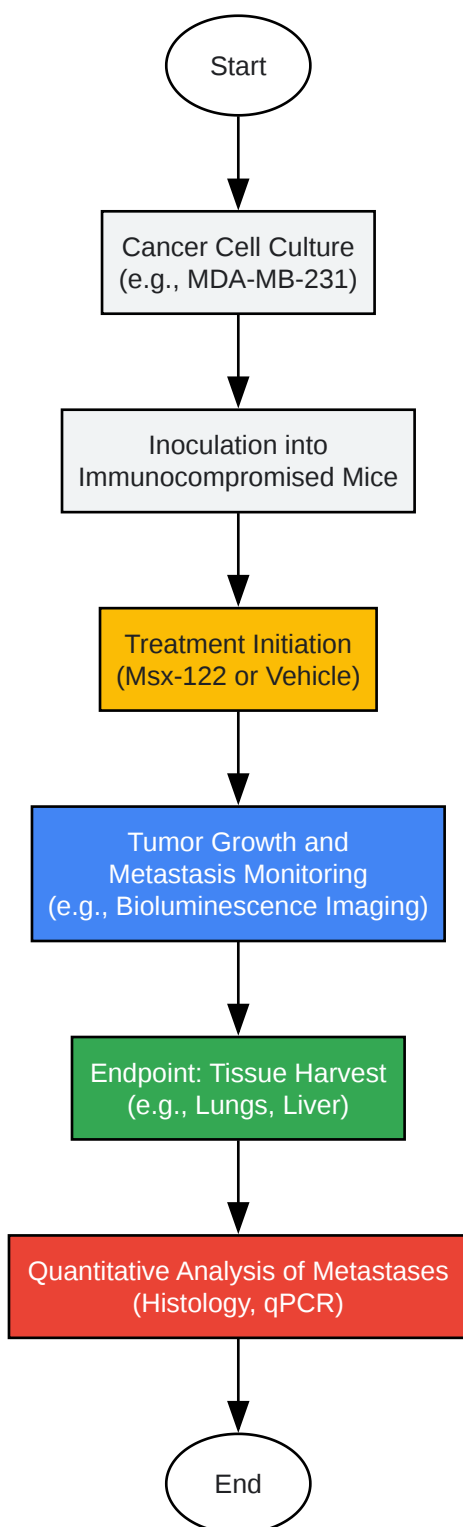 Start
Cancer Cell Culture
(e.g., MDA-MB-231)
Inoculation into
Immunocompromised Mice
Treatment Initiation
(Msx-122 or Vehicle)
Tumor Growth and
Metastasis Monitoring
(e.g., Bioluminescence Imaging)
Endpoint: Tissue Harvest
(e.g., Lungs, Liver)
Quantitative Analysis of Metastases
(Histology, qPCR)
End